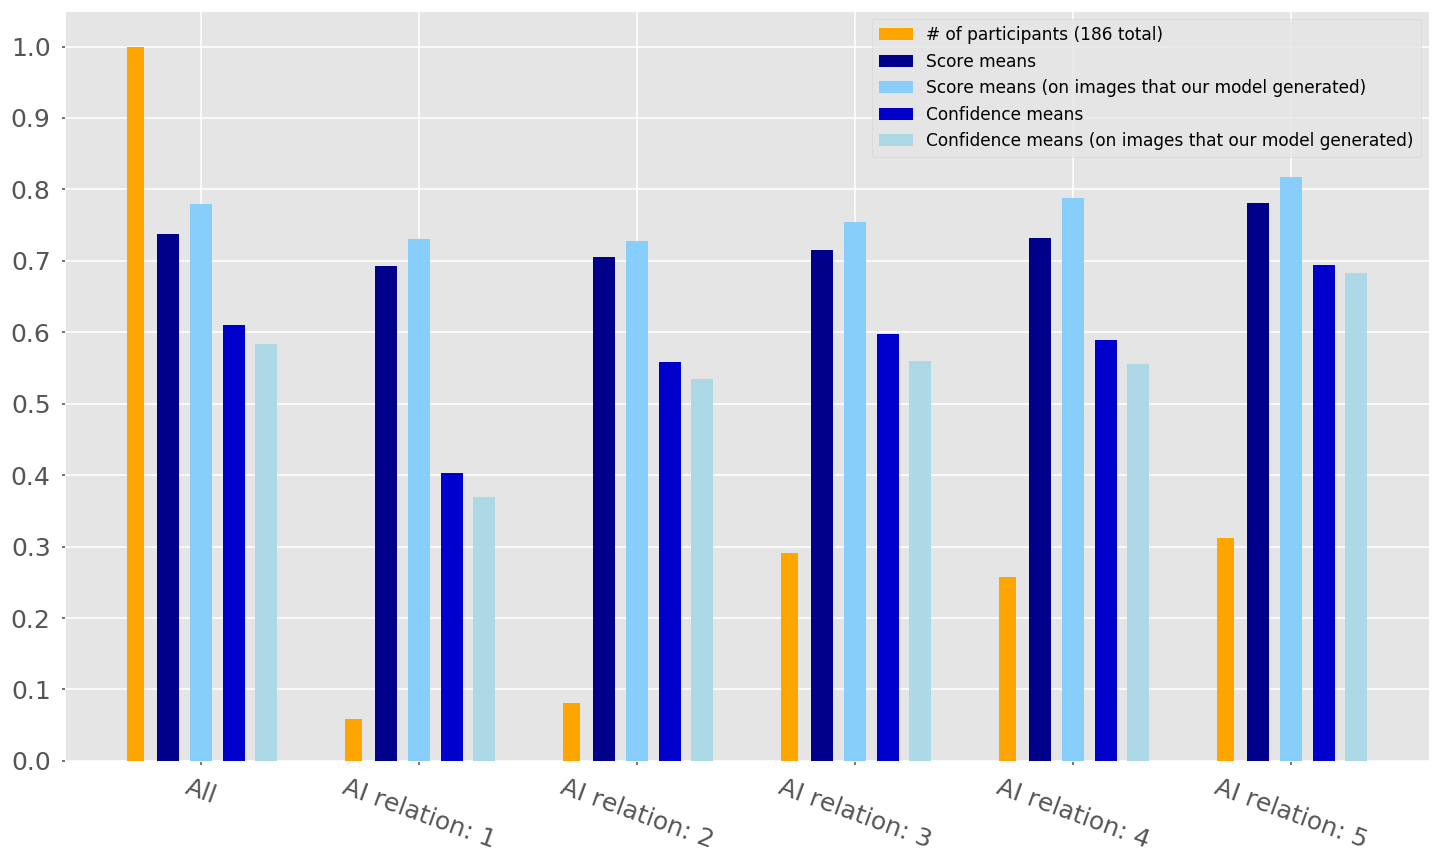 # of participants (186 total)
Score means
Score means (on images that our model generated)
Confidence means
Confidence means (on images that our model generated)
1.0
0.9
0.8
0.7
0.6
0.5
0.4
0.3
0.2
0.1
0.0
All
AI relation: 1
AI relation: 2
AI relation: 3
AI relation: 4
AI relation: 5